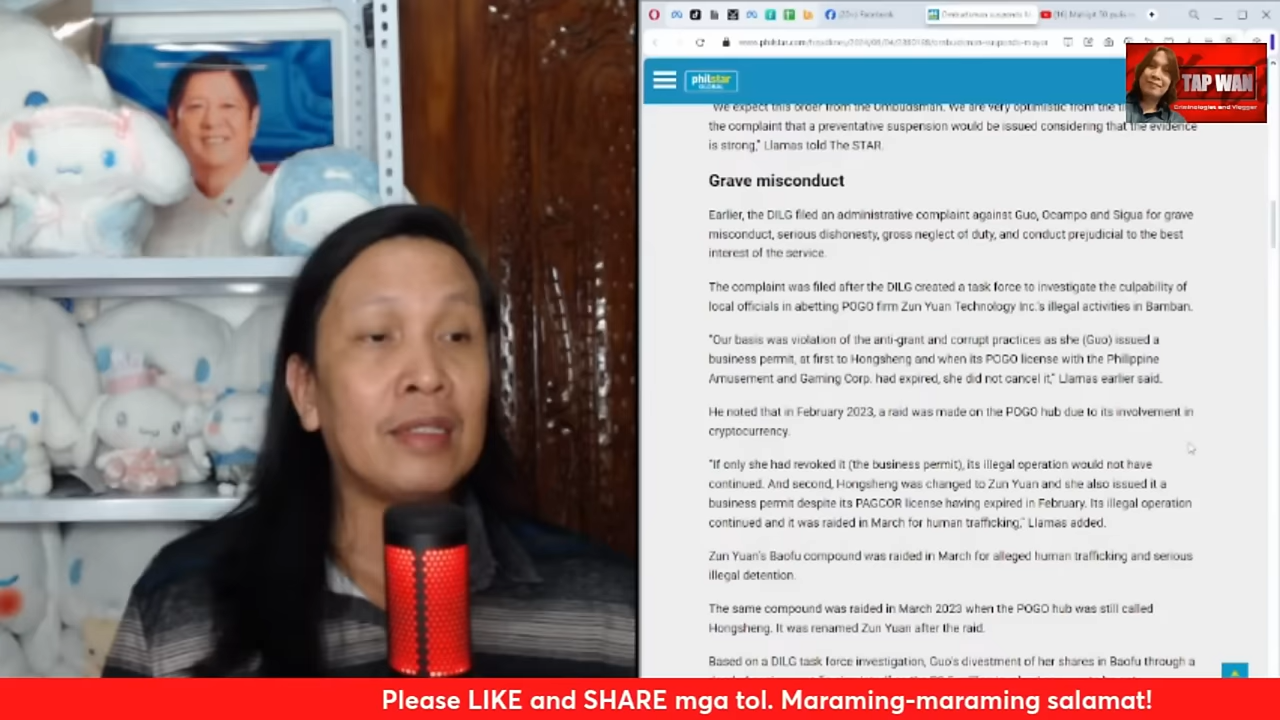 Facebook
philstar
GLOBAL
TAP WAN
Criminologist and Vlogger
"We expect this order from the Ombudsman. We are very optimistic from the
the complaint that a preventative suspension would be issued considering that the evidence
is strong," Llamas told The STAR.
Grave misconduct
Earlier, the DILG filed an administrative complaint against Guo, Ocampo and Sigua for grave
misconduct, serious dishonesty, gross neglect of duty, and conduct prejudicial to the best
interest of the service.
The complaint was filed after the DILG created a task force to investigate the culpability of
local officials in abetting POGO firm Zun Yuan Technology Inc.'s illegal activities in Bamban.
"Our basis was violation of the anti-grant and corrupt practices as she (Guo) issued a
business permit, at first to Hongsheng and when its POGO license with the Philippine
Amusement and Gaming Corp. had expired, she did not cancel it," Llamas earlier said.
He noted that in February 2023, a raid was made on the POGO hub due to its involvement in
cryptocurrency.
"If only she had revoked it (the business permit), its illegal operation would not have
continued. And second, Hongsheng was changed to Zun Yuan and she also issued it a
business permit despite its PAGCOR license having expired in February. Its illegal operation
continued and it was raided in March for human trafficking," Llamas added.
Zun Yuan's Baofu compound was raided in March for alleged human trafficking and serious
illegal detention.
The same compound was raided in March 2023 when the POGO hub was still called
Hongsheng. It was renamed Zun Yuan after the raid.
Based on a DILG task force investigation, Guo's divestment of her shares in Baofu through a
Please LIKE and SHARE mga tol. Maraming-maraming salamat!